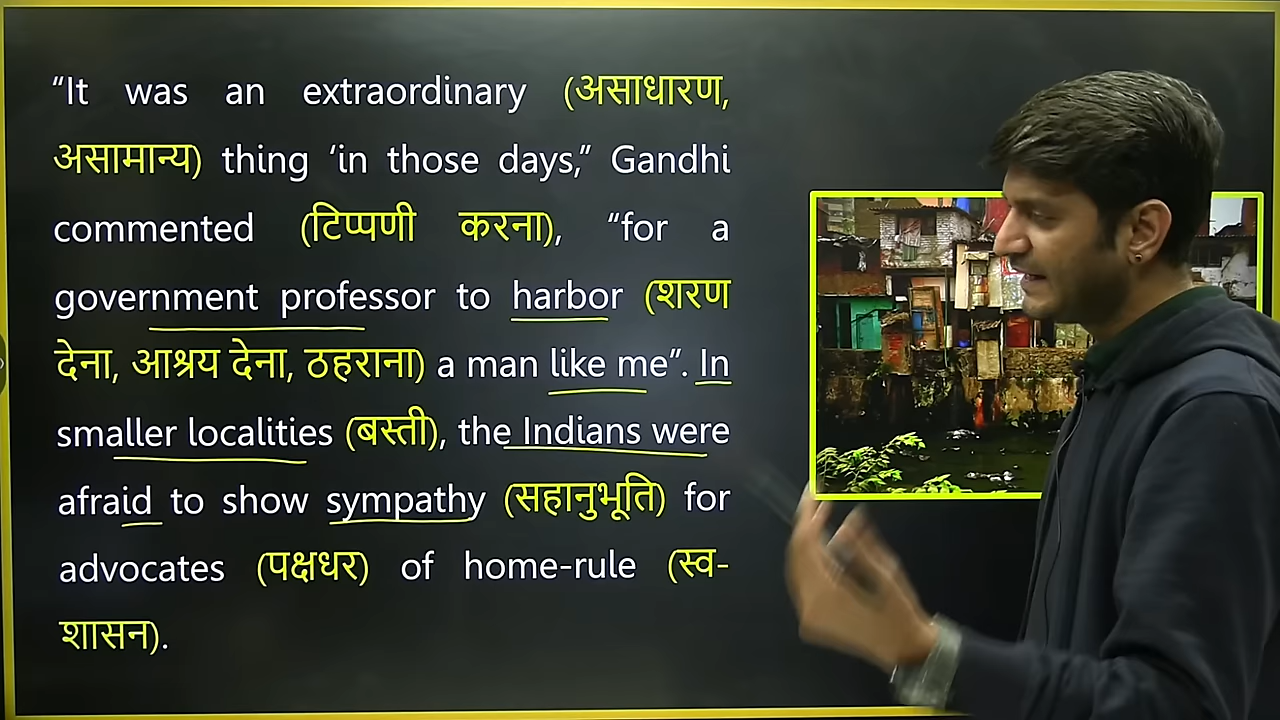 “It was an extraordinary (असाधारण,
असामान्य) thing ‘in those days,” Gandhi
commented (टिप्पणी करना), “for a
government professor to harbor (शरण
देना, आश्रय देना, ठहराना) a man like me”. In
smaller localities (बस्ती), the Indians were
afraid to show sympathy (सहानुभूति) for
advocates (पक्षधर) of home-rule (स्व-
शासन).